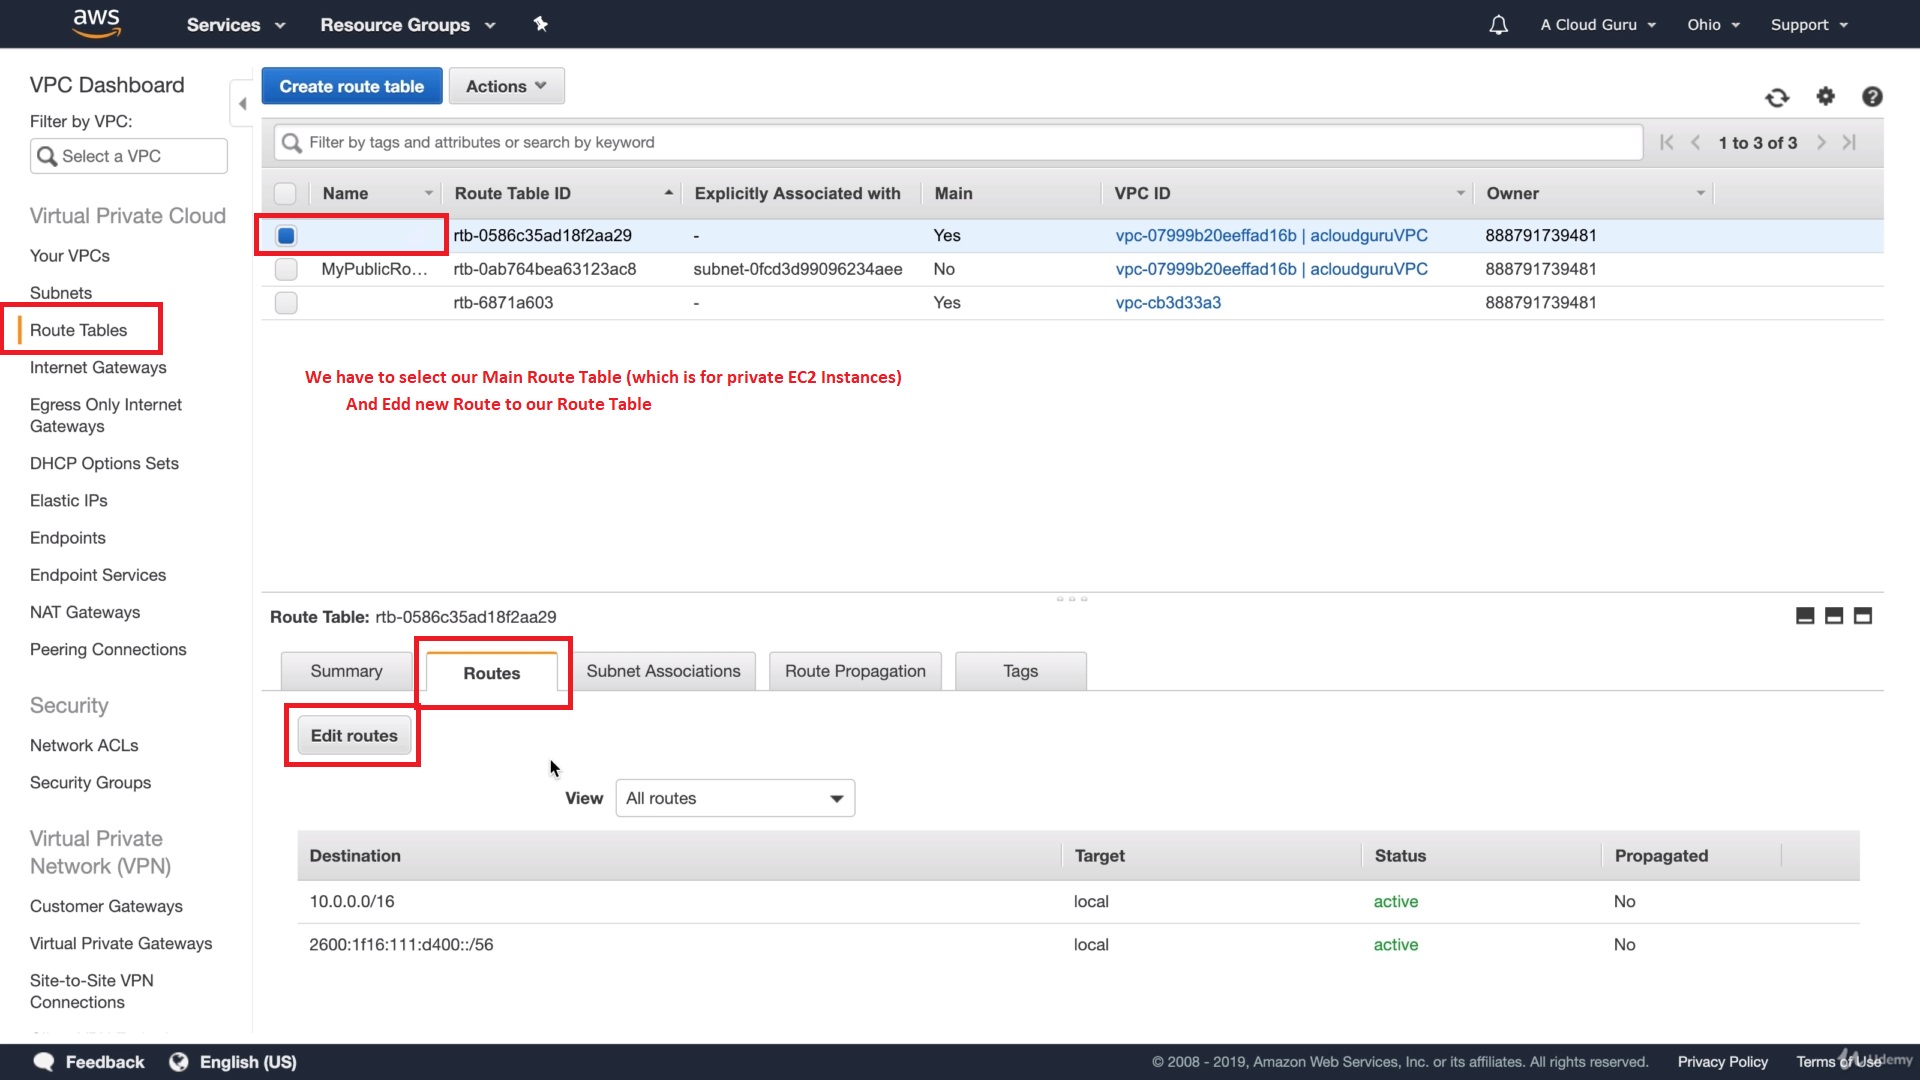 aws
Services
Resource Groups
A Cloud Guru
Ohio
Support
VPC Dashboard
Filter by VPC:
Select a VPC
Virtual Private Cloud
Your VPCs
Subnets
Route Tables
Internet Gateways
Egress Only Internet
Gateways
DHCP Options Sets
Elastic IPs
Endpoints
Endpoint Services
NAT Gateways
Peering Connections
Security
Network ACLs
Security Groups
Virtual Private
Network (VPN)
Customer Gateways
Virtual Private Gateways
Site-to-Site VPN
Connections
Create route table
Actions
Filter by tags and attributes or search by keyword
1 to 3 of 3
Name Route Table ID Explicitly Associated with Main VPC ID Owner
rtb-0586c35ad18f2aa29 - Yes vpc-07999b20eeffad16b | acloudguruVPC 888791739481
MyPublicRo... rtb-0ab764bea63123ac8 subnet-0fcd3d99096234aee No vpc-07999b20eeffad16b | acloudguruVPC 888791739481
rtb-6871a603 - Yes vpc-cb3d33a3 888791739481
We have to select our Main Route Table (which is for private EC2 Instances)
And Edd new Route to our Route Table
Route Table: rtb-0586c35ad18f2aa29
Summary
Routes
Subnet Associations
Route Propagation
Tags
Edit routes
View All routes
Destination Target Status Propagated
10.0.0.0/16 local active No
2600:1f16:111:d400::/56 local active No
Feedback
English (US)
© 2008 - 2019, Amazon Web Services, Inc. or its affiliates. All rights reserved.
Privacy Policy
Terms of Use
Udemy